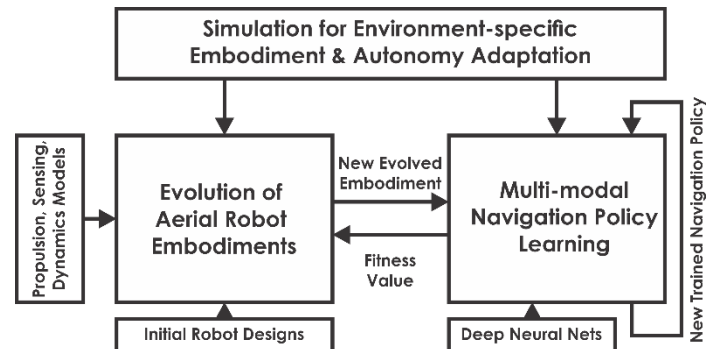 Simulation for Environment-specific
Embodiment & Autonomy Adaptation
Propulsion, Sensing,
Dynamics Models
Evolution of
Aerial Robot
Embodiments
New Evolved
Embodiment
Fitness
Value
Multi-modal
Navigation Policy
Learning
New Trained Navigation Policy
Initial Robot Designs
Deep Neural Nets